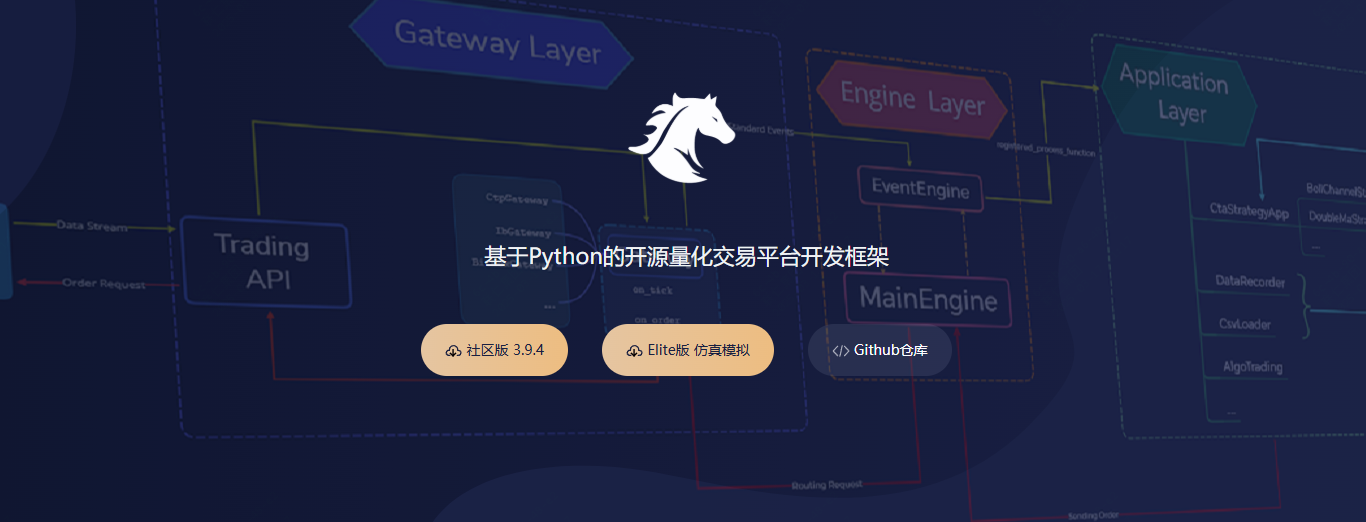 Gateway Layer
Engine Layer
Application
Layer
Standard Events
registered_process_function
EventEngine
CtpGateway
IbGateway
BollChannelSt
CtaStrategyApp
DoubleMaStra
...
Data Stream
Trading
API
Order Request
基于Python的开源量化交易平台开发框架
on_tick
...
on_order
MainEngine
DataRecorder
CsvLoader
AlgoTrading
...
社区版 3.9.4
Elite版 仿真模拟
</> Github仓库
Routing Request
Sending Order